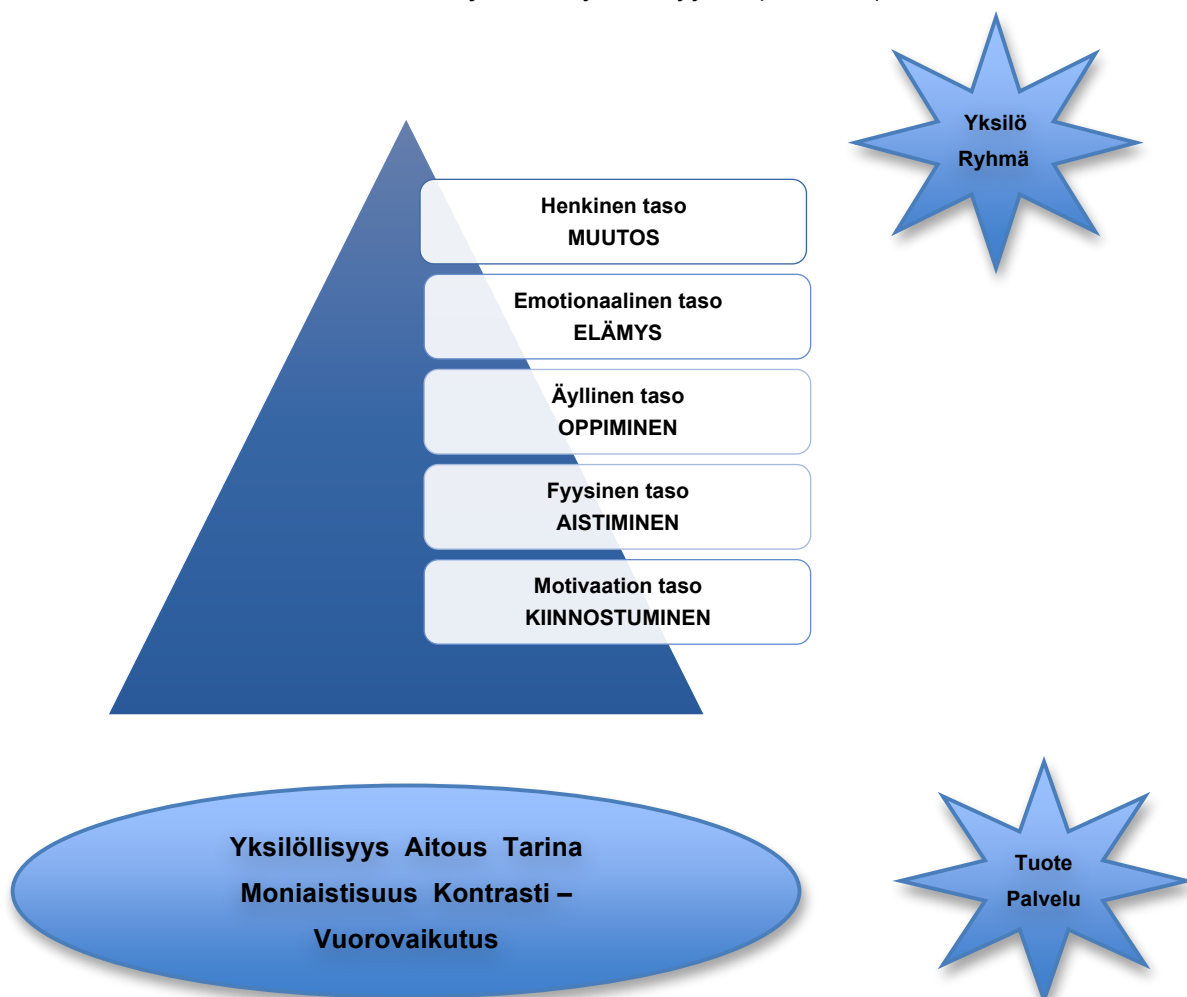 Yksilö
Ryhmä
Henkinen taso
MUUTOS
Emotionaalinen taso
ELÄMYS
Äyllinen taso
OPPIMINEN
Fyysinen taso
AISTIMINEN
Motivaation taso
KIINNOSTUMINEN
Yksilöllisyys Aitous Tarina
Moniaistisuus Kontrasti –
Vuorovaikutus
Tuote
Palvelu